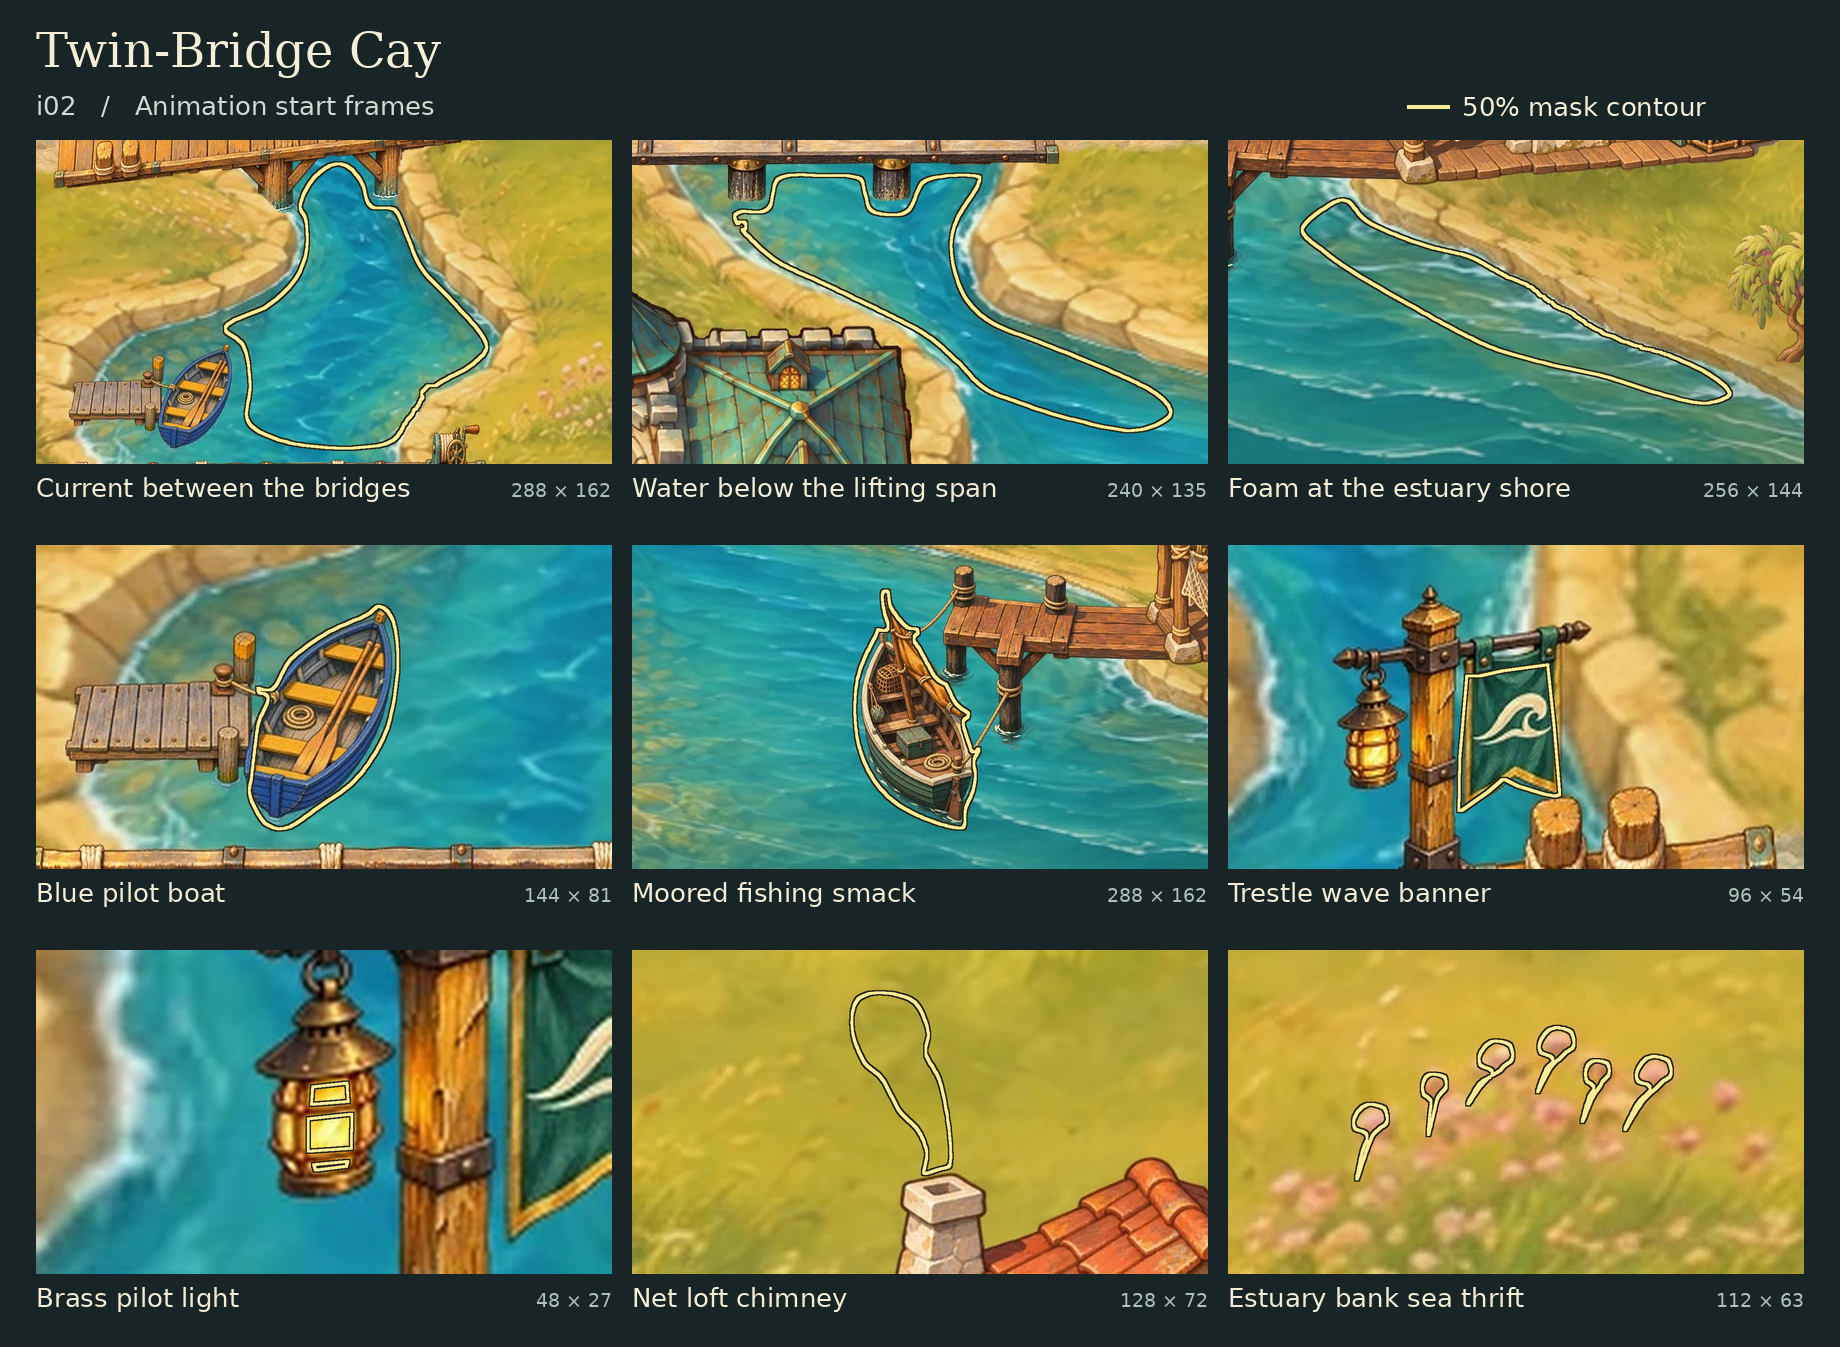 Twin-Bridge Cay
i02 / Animation start frames
50% mask contour
Current between the bridges 288 × 162
Water below the lifting span 240 × 135
Foam at the estuary shore 256 × 144
Blue pilot boat 144 × 81
Moored fishing smack 288 × 162
Trestle wave banner 96 × 54
Brass pilot light 48 × 27
Net loft chimney 128 × 72
Estuary bank sea thrift 112 × 63